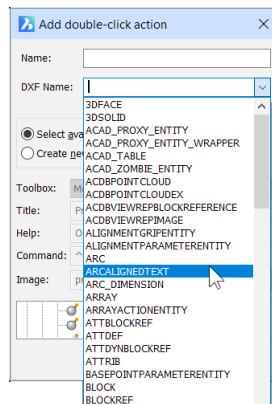 Add double-click action
Name:
DXF Name:
3DFACE
3DSOLID
ACAD_PROXY_ENTITY
Select ava
ACAD_PROXY_ENTITY_WRAPPER
Create nev
ACAD_TABLE
ACAD_ZOMBIE_ENTITY
ACDBPOINTCLOUD
ACDBPOINTCLOUDEX
Toolbox:
ACDBVIEWREPBLOCKREFERENCE
Title:
ACDBVIEWREPIMAGE
Help:
ALIGNMENTGRIPENTITY
ALIGNMENTPARAMETERENTITY
Command:
ARC
ARCALIGNEDTEXT
Image:
ARC_DIMENSION
ARRAY
ARRAYACTIONENTITY
ATTBLOCKREF
ATTDEF
ATTDYNBLOCKREF
ATTRIB
BASEPOINTPARAMETERENTITY
BLOCK
BLOCKREF